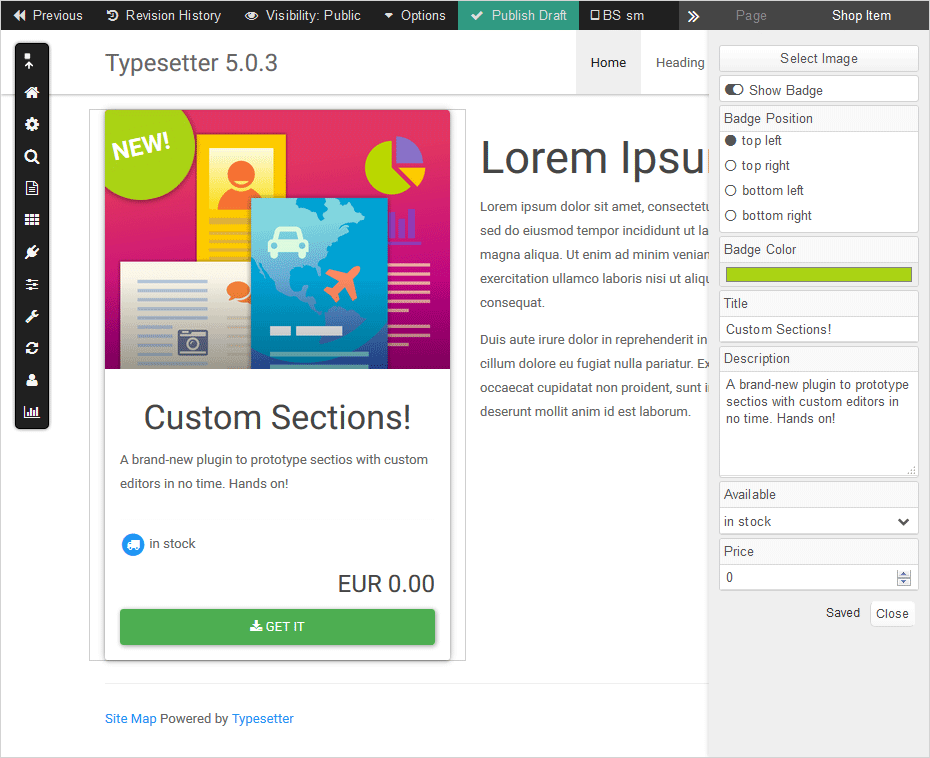 Previous Revision History Visibility: Public Options Publish Draft BS sm Page Shop Item
Typesetter 5.0.3
Home Heading
NEW!
Custom Sections!
A brand-new plugin to prototype sectios with custom
editors in no time. Hands on!
in stock
EUR 0.00
GET IT
Lorem Ipsu
Lorem ipsum dolor sit amet, consectetu
sed do eiusmod tempor incididunt ut la
magna aliqua. Ut enim ad minim veniam
exercitation ullamco laboris nisi ut aliqu
consequat.
Duis aute irure dolor in reprehenderit in
cillum dolore eu fugiat nulla pariatur. Ex
occaecat cupidatat non proident, sunt i
deserunt mollit anim id est laborum.
Site Map Powered by Typesetter
Select Image
Show Badge
Badge Position
top left
top right
bottom left
bottom right
Badge Color
Title
Custom Sections!
Description
A brand-new plugin to prototype
sectios with custom editors in
no time. Hands on!
Available
in stock
Price
0
Saved Close